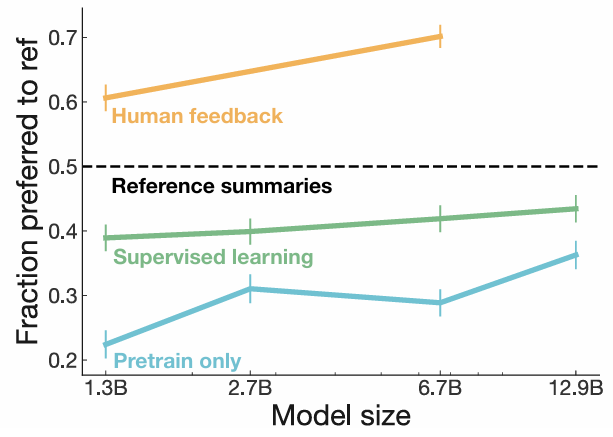 Fraction preferred to ref
0.7
0.6
0.5
0.4
0.3
0.2
Human feedback
Reference summaries
Supervised learning
Pretrain only
1.3B 2.7B 6.7B 12.9B
Model size